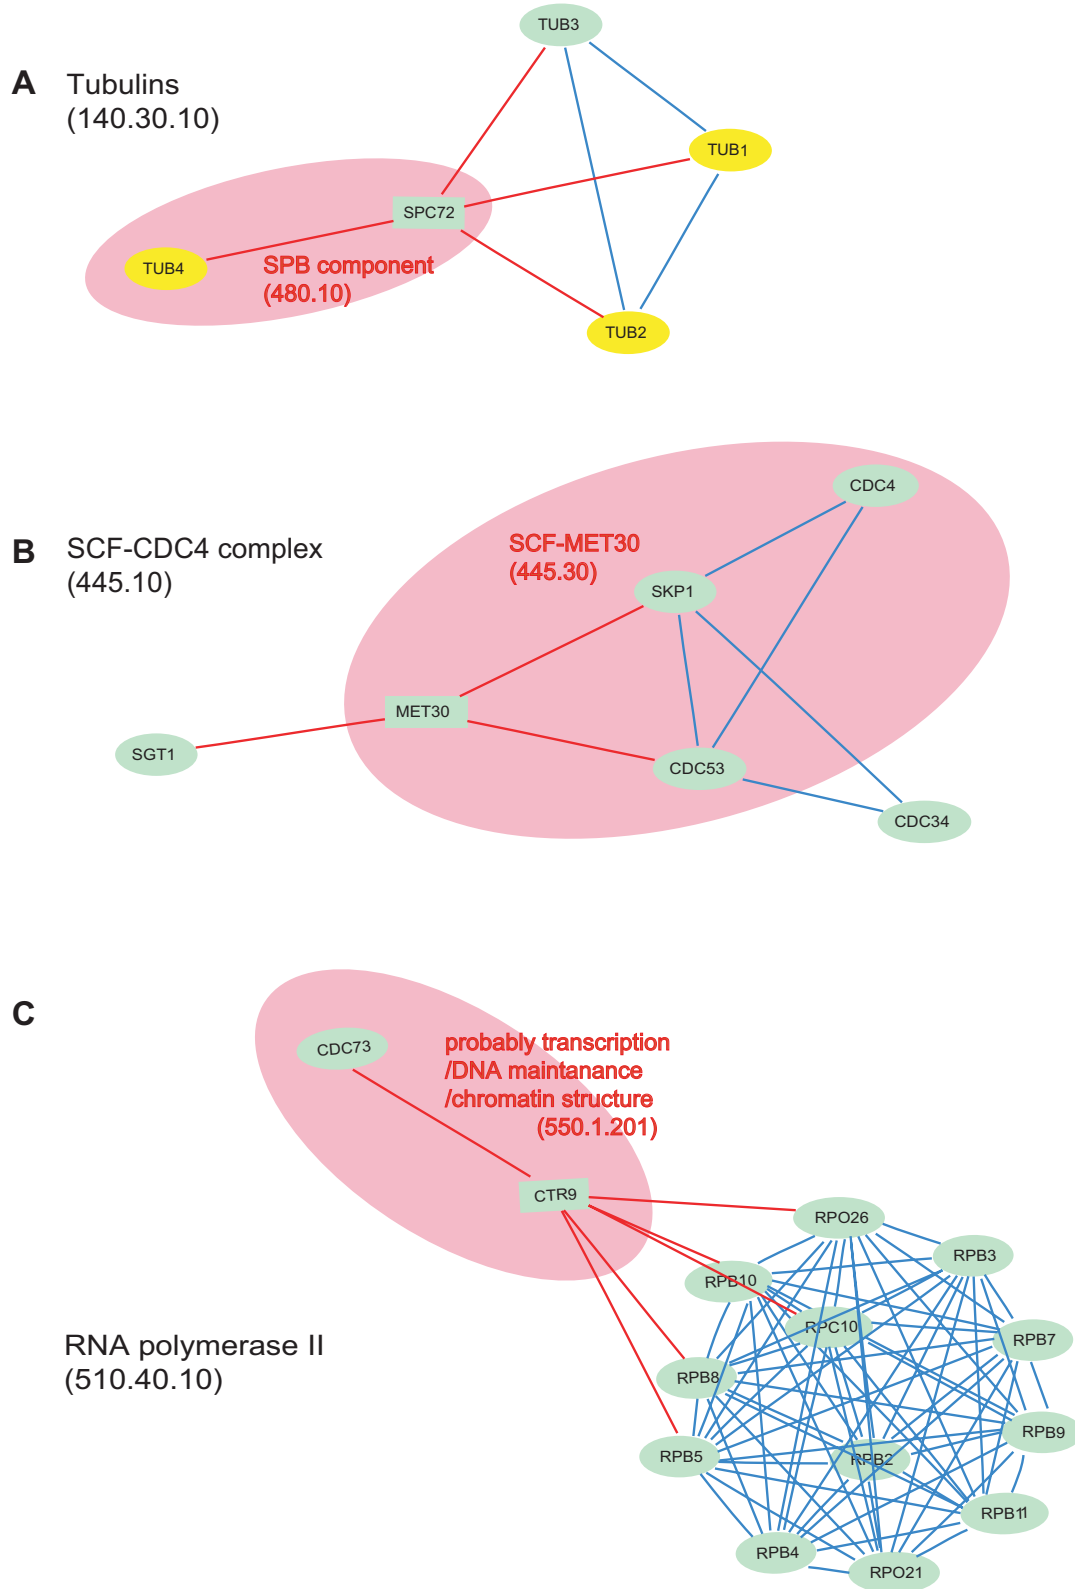 A
Tubulins
(140.30.10)
TUB3
TUB1
SPC72
TUB4
SPB component
(480.10)
TUB2
B
SCF-CDC4 complex
(445.10)
CDC4
SCF-MET30
(445.30)
SKP1
MET30
SGT1
CDC53
CDC34
C
CDC73
probably transcription
/DNA maintanance
/chromatin structure
(550.1.201)
CTR9
RPO26
RPB3
RPB10
RPC10
RPB7
RNA polymerase II
(510.40.10)
RPB8
RPB9
RPB5
RPB2
RPB11
RPB4
RPO21